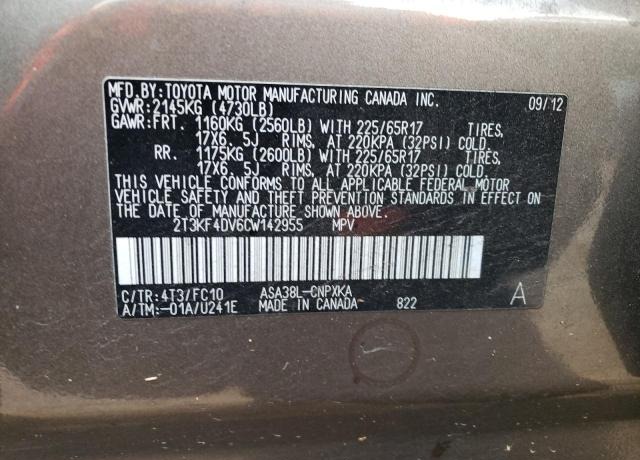 MFD. BY: TOYOTA MOTOR MANUFACTURING CANADA INC. 09/12
GVWR: 2145KG (4730LB)
GAWR: FRT. 1160KG (2560LB) WITH 225/65R17 TIRES,
17X6. 5J RIMS, AT 220KPA (32PSI) COLD.
RR. 1175KG (2600LB) WITH 225/65R17 TIRES,
17X6. 5J RIMS, AT 220KPA (32PSI) COLD.
THIS VEHICLE CONFORMS TO ALL APPLICABLE FEDERAL MOTOR
VEHICLE SAFETY AND THEFT PREVENTION STANDARDS IN EFFECT ON
THE DATE OF MANUFACTURE SHOWN ABOVE.
2T3KF4DV6CW142955 MPV
C/TR: 4T3/FC10 ASA38L-CNPXKA A
A/TM: -01A/U241E MADE IN CANADA 822